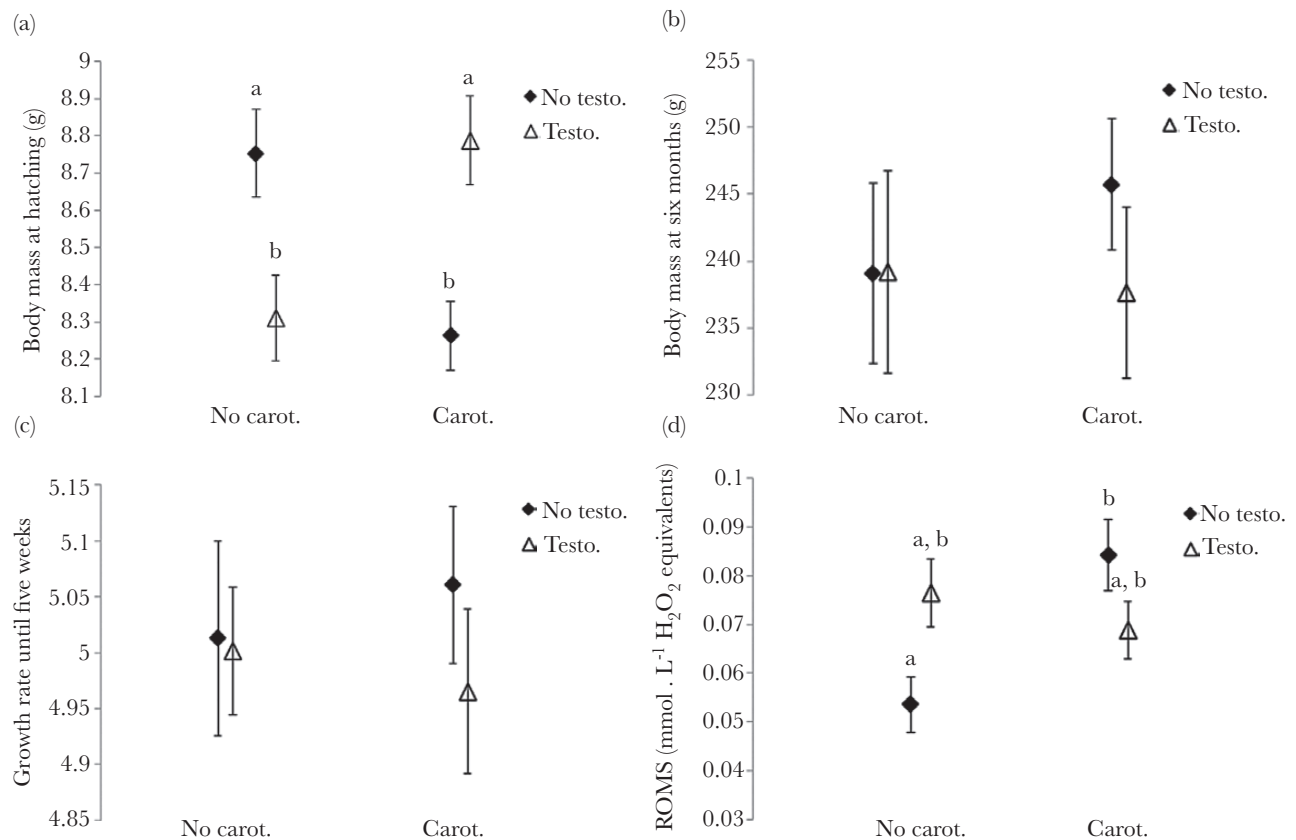 (a)
Body mass at hatching (g)
9
8.9
8.8
8.7
8.6
8.5
8.4
8.3
8.2
8.1
a
b
b
a
No testo.
Testo.
No carot.
Carot.
(b)
Body mass at six months (g)
255
250
245
240
235
230
No testo.
Testo.
No carot.
Carot.
(c)
Growth rate until five weeks
5.15
5.1
5.05
5
4.95
4.9
4.85
No testo.
Testo.
No carot.
Carot.
(d)
ROMS (mmol . L⁻¹ H₂O₂ equivalents)
0.1
0.09
0.08
0.07
0.06
0.05
0.04
0.03
a
a, b
b
a, b
No testo.
Testo.
No carot.
Carot.